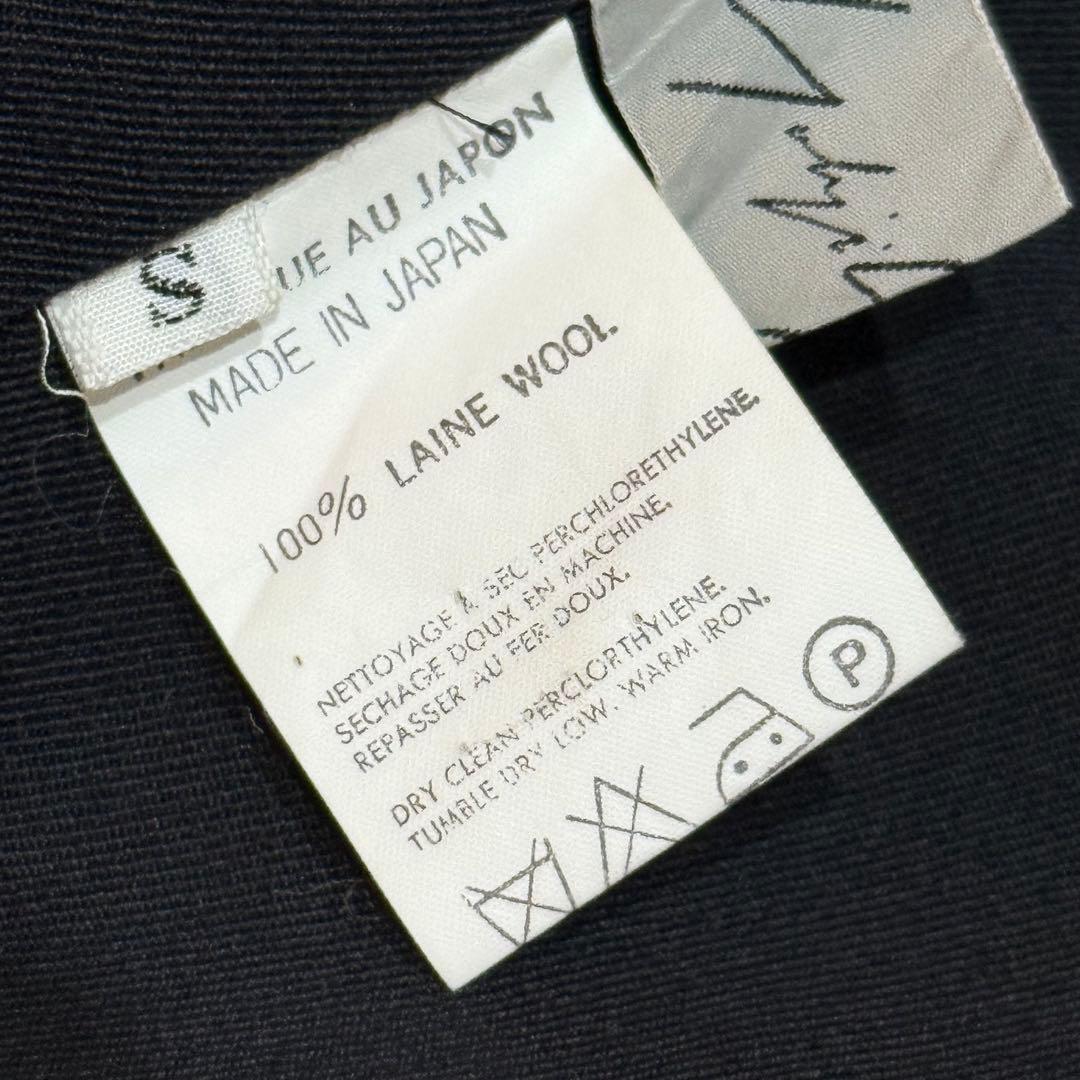 S
UE AU JAPON
MADE IN JAPAN
100% LAINE WOOL.
NETTOYAGE A SEC PERCHLORETHYLENE.
SECHAGE DOUX EN MACHINE.
REPASSER AU FER DOUX.
DRY CLEAN PERCLORTHYLENE.
TUMBLE DRY LOW. WARM IRON.
P